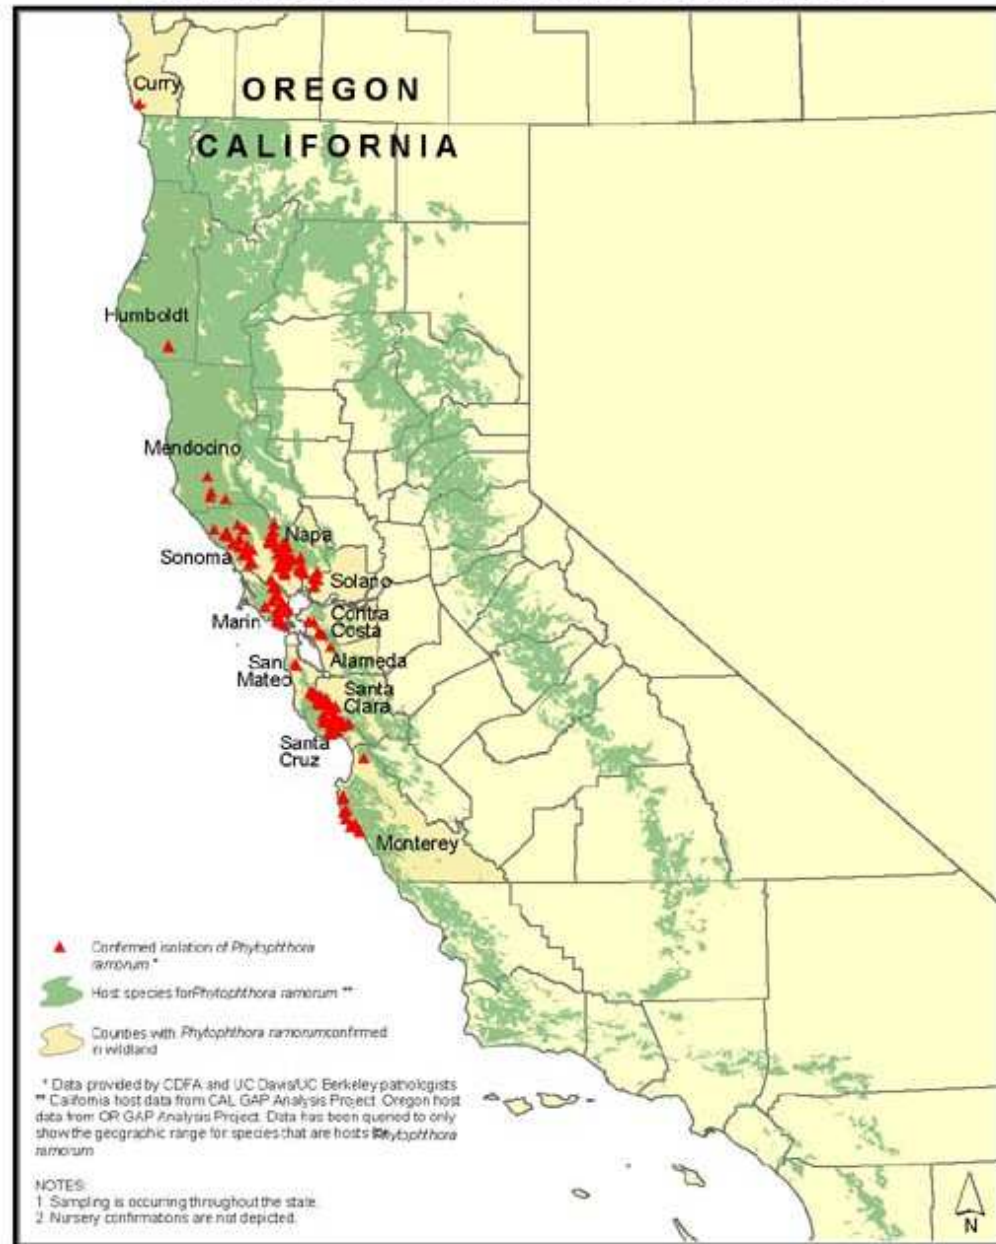 Curry
OREGON
CALIFORNIA
Humboldt
Mendocino
Napa
Sonoma
Solano
Marin
Contra
Costa
San
Mateo
Alameda
Santa
Clara
Santa
Cruz
Monterey
Confirmed isolation of Phytophthora
ramorum *
Host species forPhytophthora ramorum **
Counties with Phytophthora ramorumconfirmed
in wildland
* Data provided by CDFA and UC Davis/UC Berkeley pathologists
** California host data from CAL GAP Analysis Project. Oregon host
data from OR GAP Analysis Project. Data has been queried to only
show the geographic range for species that are hosts Phytophthora
ramorum
NOTES:
1 Sampling is occurring throughout the state.
2 Nursery confirmations are not depicted.
N